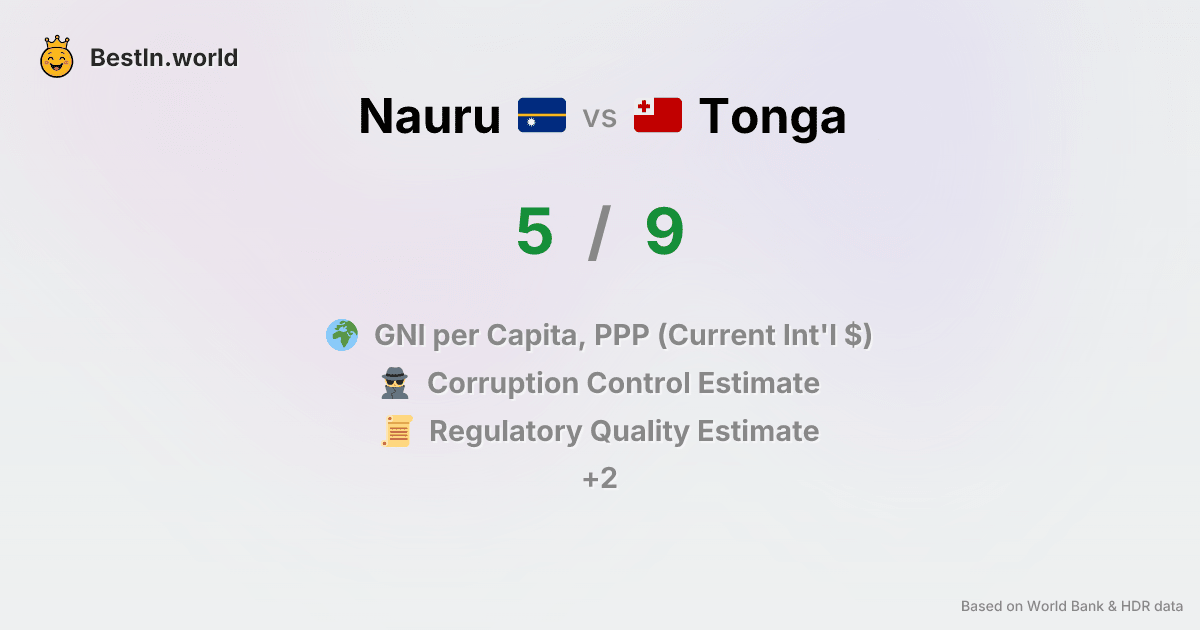 BestIn.world
Nauru vs Tonga
5 / 9
GNI per Capita, PPP (Current Int'l $)
Corruption Control Estimate
Regulatory Quality Estimate
+2
Based on World Bank & HDR data